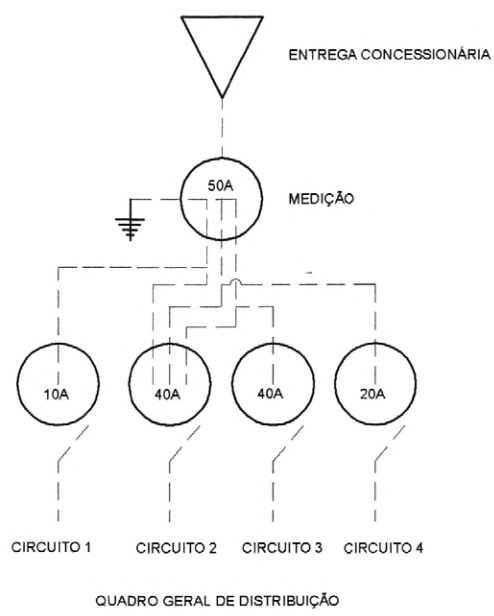 ENTREGA CONCESSIONÁRIA
50A
MEDIÇÃO
10A
40A
40A
20A
CIRCUITO 1
CIRCUITO 2
CIRCUITO 3
CIRCUITO 4
QUADRO GERAL DE DISTRIBUIÇÃO